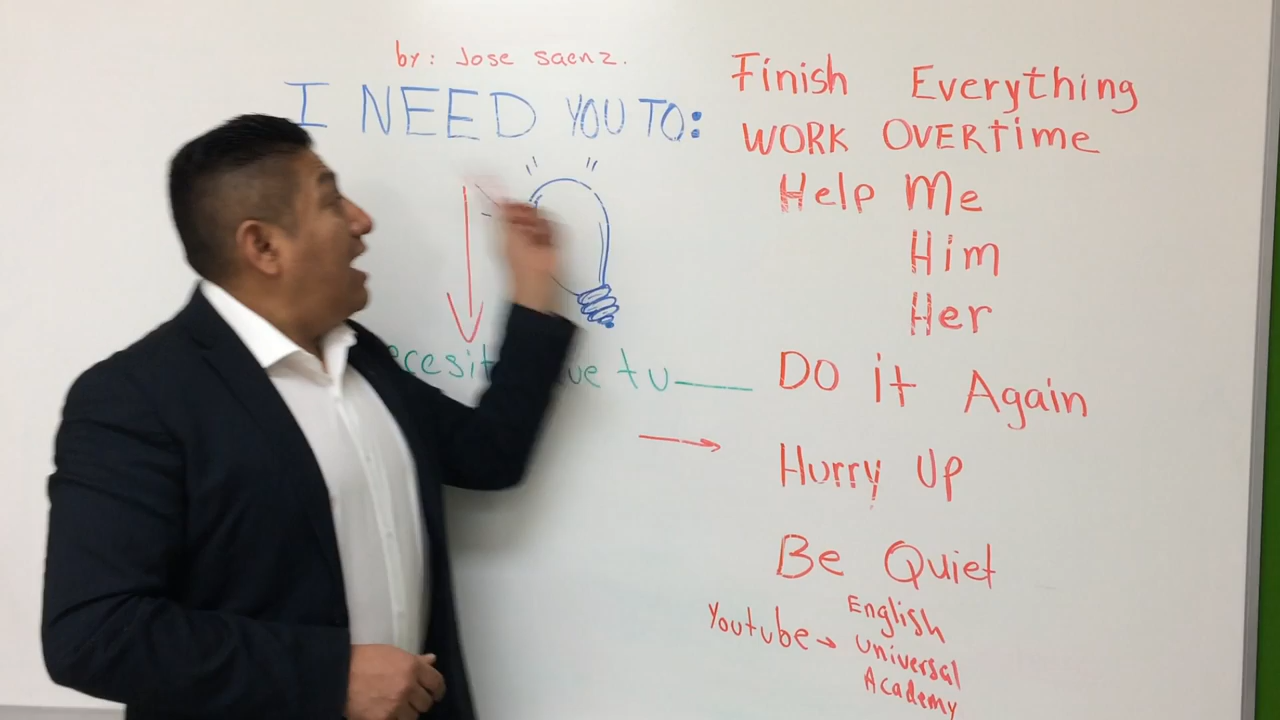 by: Jose Saenz.
I NEED YOU TO:
Finish Everything
WORK OVERtime
Help Me
Him
Her
tu
Do it Again
Hurry Up
Be Quiet
Youtube → English
Universal
Academy